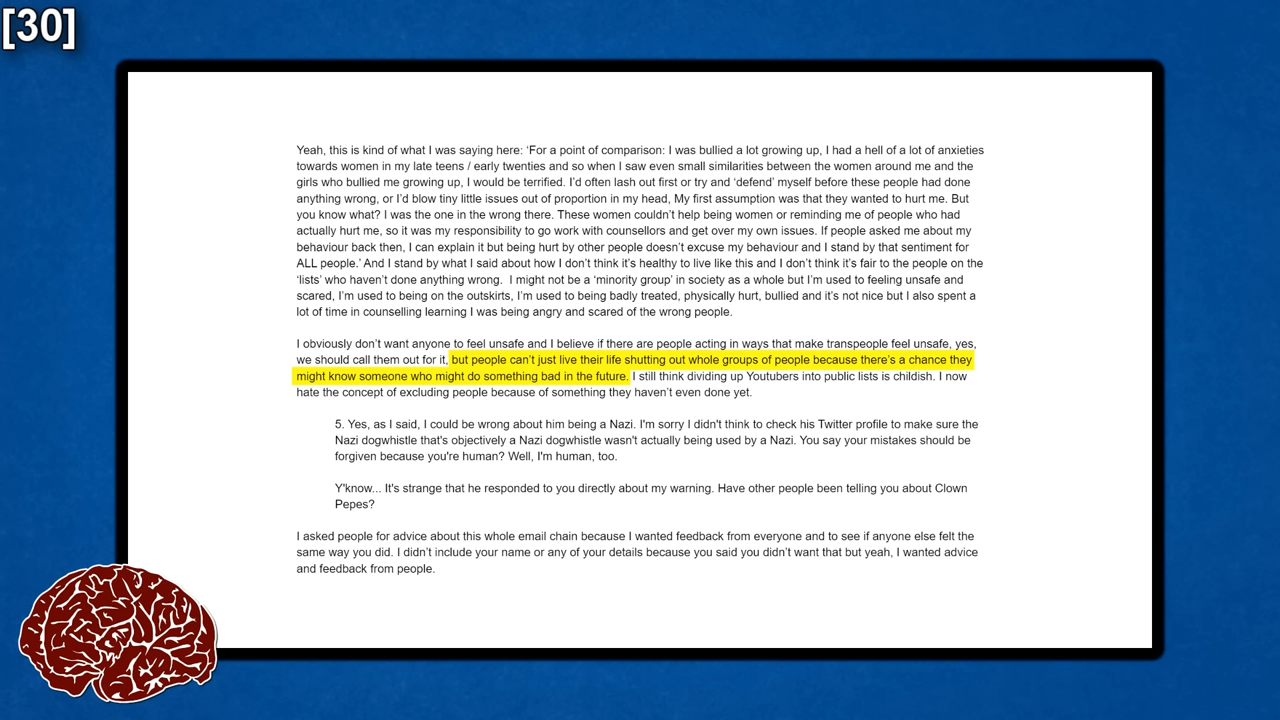 [30]
Yeah, this is kind of what I was saying here: ‘For a point of comparison: I was bullied a lot growing up, I had a hell of a lot of anxieties
towards women in my late teens / early twenties and so when I saw even small similarities between the women around me and the
girls who bullied me growing up, I would be terrified. I’d often lash out first or try and ‘defend’ myself before these people had done
anything wrong, or I’d blow tiny little issues out of proportion in my head, My first assumption was that they wanted to hurt me. But
you know what? I was the one in the wrong there. These women couldn’t help being women or reminding me of people who had
actually hurt me, so it was my responsibility to go work with counsellors and get over my own issues. If people asked me about my
behaviour back then, I can explain it but being hurt by other people doesn’t excuse my behaviour and I stand by that sentiment for
ALL people.’ And I stand by what I said about how I don’t think it’s healthy to live like this and I don’t think it’s fair to the people on the
‘lists’ who haven’t done anything wrong.  I might not be a ‘minority group’ in society as a whole but I’m used to feeling unsafe and
scared, I’m used to being on the outskirts, I’m used to being badly treated, physically hurt, bullied and it’s not nice but I also spent a
lot of time in counselling learning I was being angry and scared of the wrong people.
I obviously don’t want anyone to feel unsafe and I believe if there are people acting in ways that make transpeople feel unsafe, yes,
we should call them out for it, but people can’t just live their life shutting out whole groups of people because there’s a chance they
might know someone who might do something bad in the future. I still think dividing up Youtubers into public lists is childish. I now
hate the concept of excluding people because of something they haven’t even done yet.
5. Yes, as I said, I could be wrong about him being a Nazi. I'm sorry I didn't think to check his Twitter profile to make sure the
Nazi dogwhistle that's objectively a Nazi dogwhistle wasn't actually being used by a Nazi. You say your mistakes should be
forgiven because you're human? Well, I'm human, too.
Y'know... It's strange that he responded to you directly about my warning. Have other people been telling you about Clown
Pepes?
I asked people for advice about this whole email chain because I wanted feedback from everyone and to see if anyone else felt the
same way you did. I didn’t include your name or any of your details because you said you didn’t want that but yeah, I wanted advice
and feedback from people.